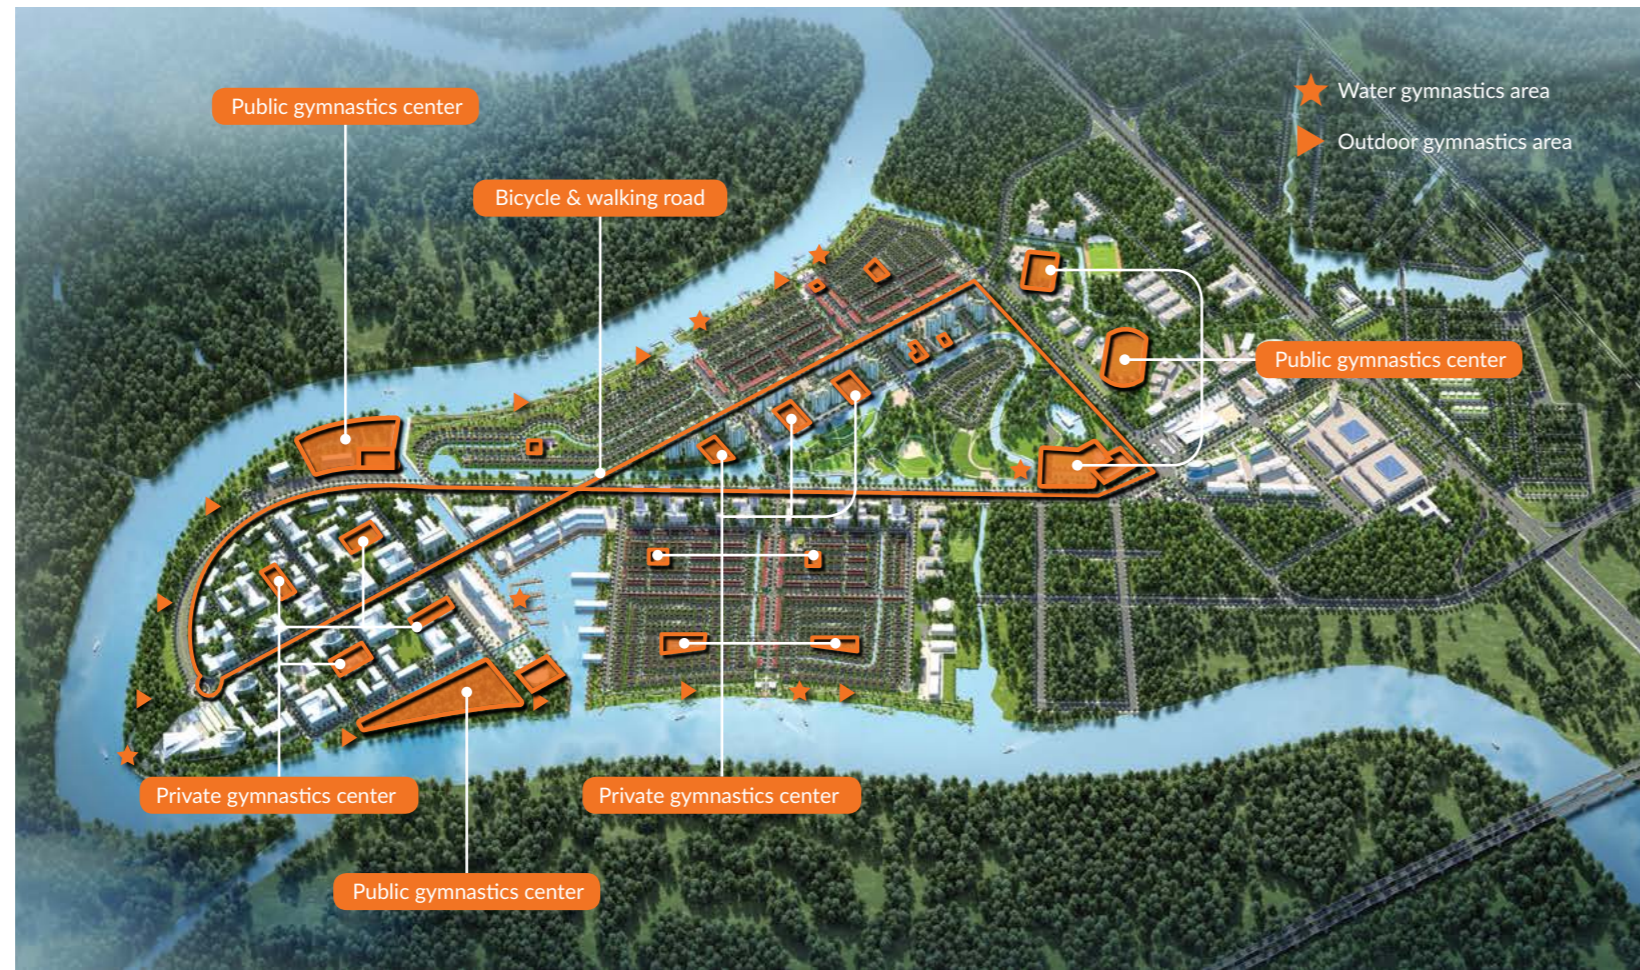 Water gymnastics area
Public gymnastics center
Outdoor gymnastics area
Bicycle & walking road
Public gymnastics center
Private gymnastics center
Private gymnastics center
Public gymnastics center